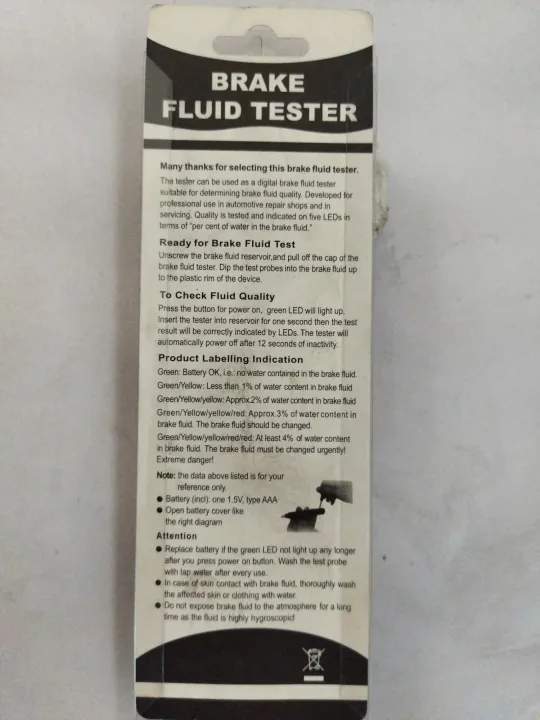 BRAKE
FLUID TESTER
Many thanks for selecting this brake fluid tester.
The tester can be used as a digital brake fluid tester
suitable for determining brake fluid quality. Developed for
professional use in automotive repair shops and in
servicing. Quality is tested and indicated on five LEDs in
terms of "per cent of water in the brake fluid."
Ready for Brake Fluid Test
Unscrew the brake fluid reservoir,and pull off the cap of the
brake fluid tester. Dip the test probes into the brake fluid up
to the plastic rim of the device.
To Check Fluid Quality
Press the button for power on, green LED will light up.
Insert the tester into reservoir for one second then the test
result will be correctly indicated by LEDs. The tester will
automatically power off after 12 seconds of inactivity.
Product Labelling Indication
Green: Battery OK, i.e.: no water contained in the brake fluid.
Green/Yellow: Less than 1% of water content in brake fluid
Green/Yellow/yellow: Approx.2% of water content in brake fluid
Green/Yellow/yellow/red: Approx.3% of water content in
brake fluid. The brake fluid should be changed.
Green/Yellow/yellow/red/red: At least 4% of water content
in brake fluid. The brake fluid must be changed urgently!
Extreme danger!
Note: the data above listed is for your
reference only.
● Battery (incl): one 1.5V, type AAA
● Open battery cover like
the right diagram
Attention
● Replace battery if the green LED not light up any longer
after you press power on button. Wash the test probe
with tap water after every use.
● In case of skin contact with brake fluid, thoroughly wash
the affected skin or clothing with water.
● Do not expose brake fluid to the atmosphere for a long
time as the fluid is highly hygroscopic!